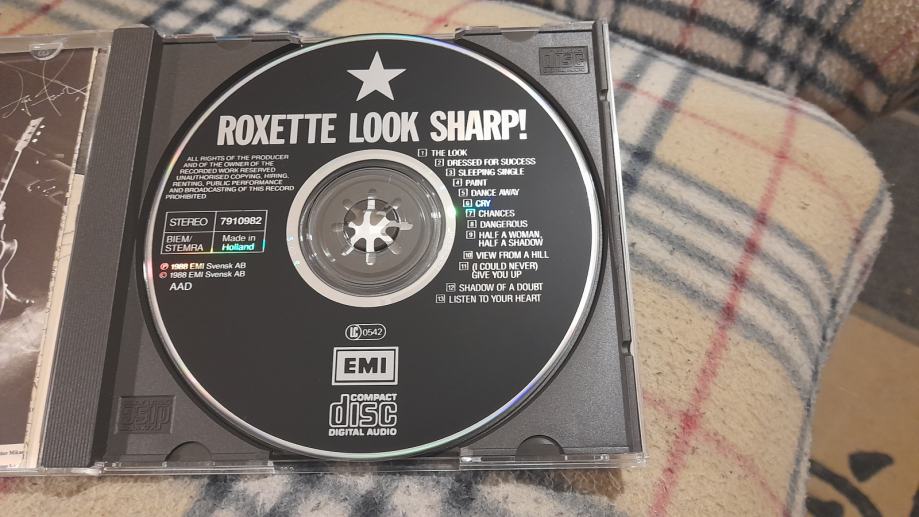 ROXETTE LOOK SHARP!
ALL RIGHTS OF THE PRODUCER
AND OF THE OWNER OF THE
RECORDED WORK RESERVED
UNAUTHORISED COPYING, HIRING,
RENTING, PUBLIC PERFORMANCE
AND BROADCASTING OF THIS RECORD
PROHIBITED
STEREO 7910982
BIEM/
STEMRA
Made in
Holland
℗ 1988 EMI Svensk AB
© 1988 EMI Svensk AB
AAD
1 THE LOOK
2 DRESSED FOR SUCCESS
3 SLEEPING SINGLE
4 PAINT
5 DANCE AWAY
6 CRY
7 CHANCES
8 DANGEROUS
9 HALF A WOMAN,
HALF A SHADOW
10 VIEW FROM A HILL
11 (I COULD NEVER)
GIVE YOU UP
12 SHADOW OF A DOUBT
13 LISTEN TO YOUR HEART
LC 0542
EMI
COMPACT
disc
DIGITAL AUDIO